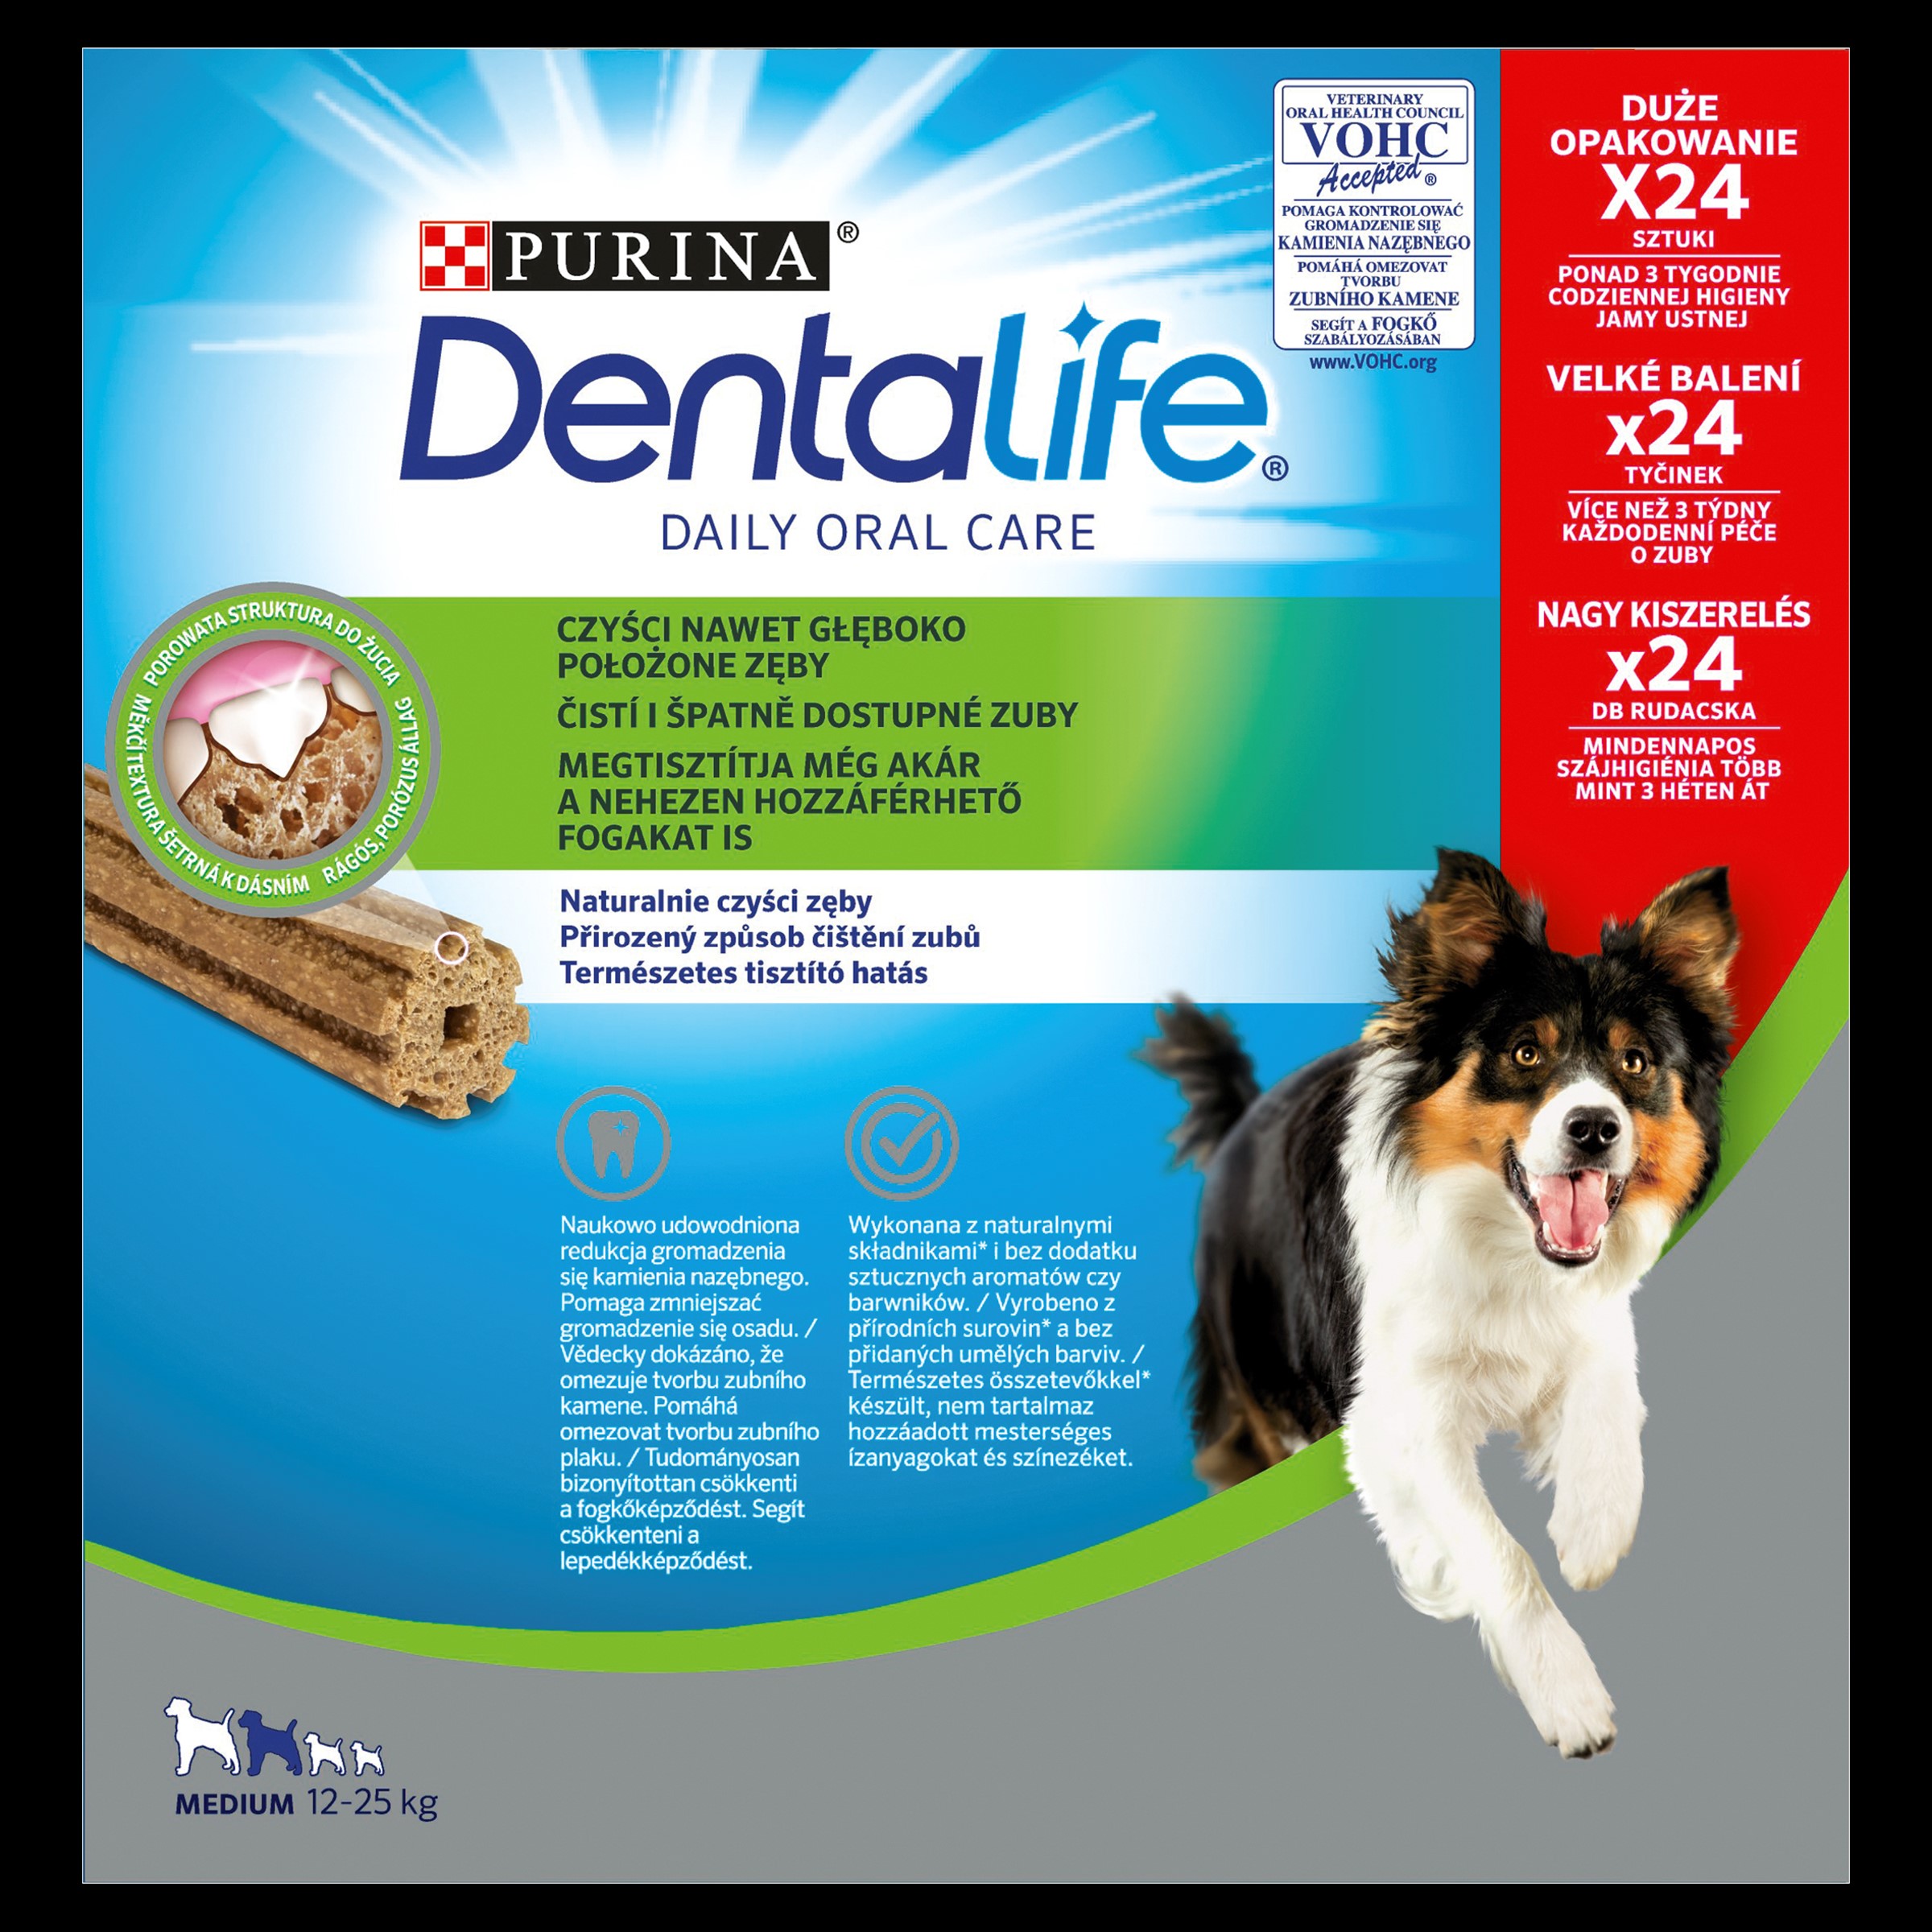 PURINA®
Dentalife®
DAILY ORAL CARE
VETERINARY
ORAL HEALTH COUNCIL
VOHC
Accepted®
POMAGA KONTROLOWAĆ
GROMADZENIE SIĘ
KAMIENIA NAZĘBNEGO
POMÁHÁ OMEZOVAT
TVORBU
ZUBNÍHO KAMENE
SEGÍT A FOGKŐ
SZABÁLYOZÁSÁBAN
www.VOHC.org
DUŻE
OPAKOWANIE
X24
SZTUKI
PONAD 3 TYGODNIE
CODZIENNEJ HIGIENY
JAMY USTNEJ
VELKÉ BALENÍ
x24
TYČINEK
VÍCE NEŽ 3 TÝDNY
KAŽDODENNÍ PÉČE
O ZUBY
NAGY KISZERELÉS
x24
DB RUDACSKA
MINDENNAPOS
SZÁJHIGIÉNIA TÖBB
MINT 3 HÉTEN ÁT
POROWATA STRUKTURA DO ŻUCIA
MĚKČÍ TEXTURA ŠETRNÁ K DÁSNÍM
RÁGÓS, PORÓZUS ÁLLAG
CZYŚCI NAWET GŁĘBOKO
POŁOŻONE ZĘBY
ČISTÍ I ŠPATNĚ DOSTUPNÉ ZUBY
MEGTISZTÍTJA MÉG AKÁR
A NEHEZEN HOZZÁFÉRHETŐ
FOGAKAT IS
Naturalnie czyści zęby
Přirozený způsob čištění zubů
Természetes tisztító hatás
Naukowo udowodniona
redukcja gromadzenia
się kamienia nazębnego.
Pomaga zmniejszać
gromadzenie się osadu. /
Vědecky dokázáno, že
omezuje tvorbu zubního
kamene. Pomáhá
omezovat tvorbu zubního
plaku. / Tudományosan
bizonyítottan csökkenti
a fogkőképződést. Segít
csökkenteni a
lepedékképződést.
Wykonana z naturalnymi
składnikami* i bez dodatku
sztucznych aromatów czy
barwników. / Vyrobeno z
přírodních surovin* a bez
přidaných umělých barviv. /
Természetes összetevőkkel*
készült, nem tartalmaz
hozzáadott mesterséges
ízanyagokat és színezéket.
MEDIUM 12-25 kg